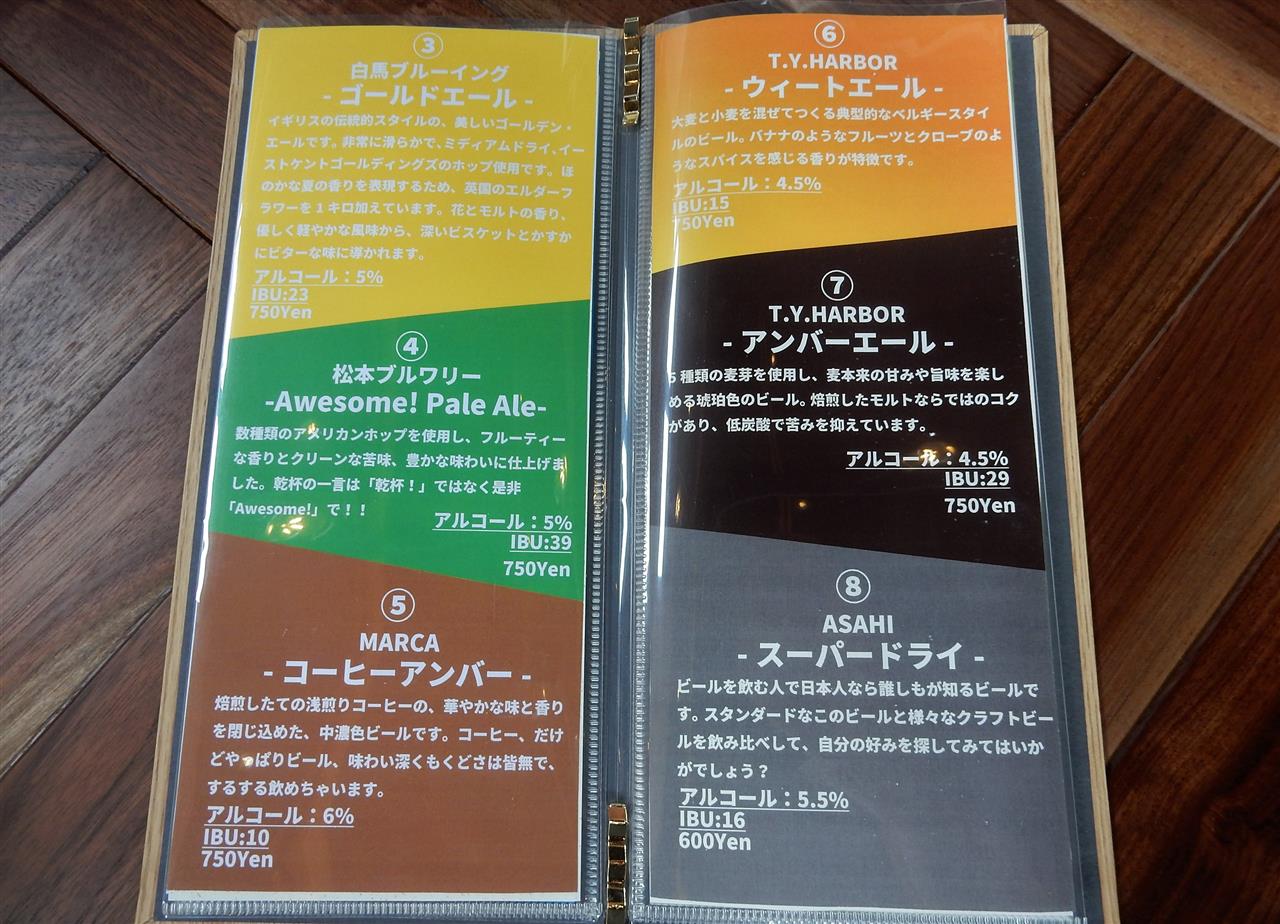 ③
白馬ブルーイング
- ゴールドエール -
イギリスの伝統的スタイルの、美しいゴールデン・
エールです。非常に滑らかで、ミディアムドライ、イー
ストケントゴールディングズのホップ使用です。ほ
のかな夏の香りを表現するため、英国のエルダーフ
ラワーを1キロ加えています。花とモルトの香り、
優しく軽やかな風味から、深いビスケットとかすか
にビターな味に導かれます。
アルコール：5%
IBU:23
750Yen
④
松本ブルワリー
-Awesome! Pale Ale-
数種類のアメリカンホップを使用し、フルーティー
な香りとクリーンな苦味、豊かな味わいに仕上げま
した。乾杯の一言は「乾杯！」ではなく是非
「Awesome!」で！！
アルコール：5%
IBU:39
750Yen
⑤
MARCA
- コーヒーアンバー -
焙煎したての浅煎りコーヒーの、華やかな味と香り
を閉じ込めた、中濃色ビールです。コーヒー、だけ
どやっぱりビール、味わい深くもくどさは皆無で、
するする飲めちゃいます。
アルコール：6%
IBU:10
750Yen
⑥
T.Y.HARBOR
- ウィートエール -
大麦と小麦を混ぜてつくる典型的なベルギースタイ
ルのビール。バナナのようなフルーツとクローブのよ
うなスパイスを感じる香りが特徴です。
アルコール：4.5%
IBU:15
750Yen
⑦
T.Y.HARBOR
- アンバーエール -
5 種類の麦芽を使用し、麦本来の甘みや旨味を楽し
める琥珀色のビール。焙煎したモルトならではのコク
があり、低炭酸で苦みを抑えています。
アルコール：4.5%
IBU:29
750Yen
⑧
ASAHI
- スーパードライ -
ビールを飲む人で日本人なら誰しもが知るビールで
す。スタンダードなこのビールと様々なクラフトビー
ルを飲み比べして、自分の好みを探してみてはいか
がでしょう？
アルコール：5.5%
IBU:16
600Yen